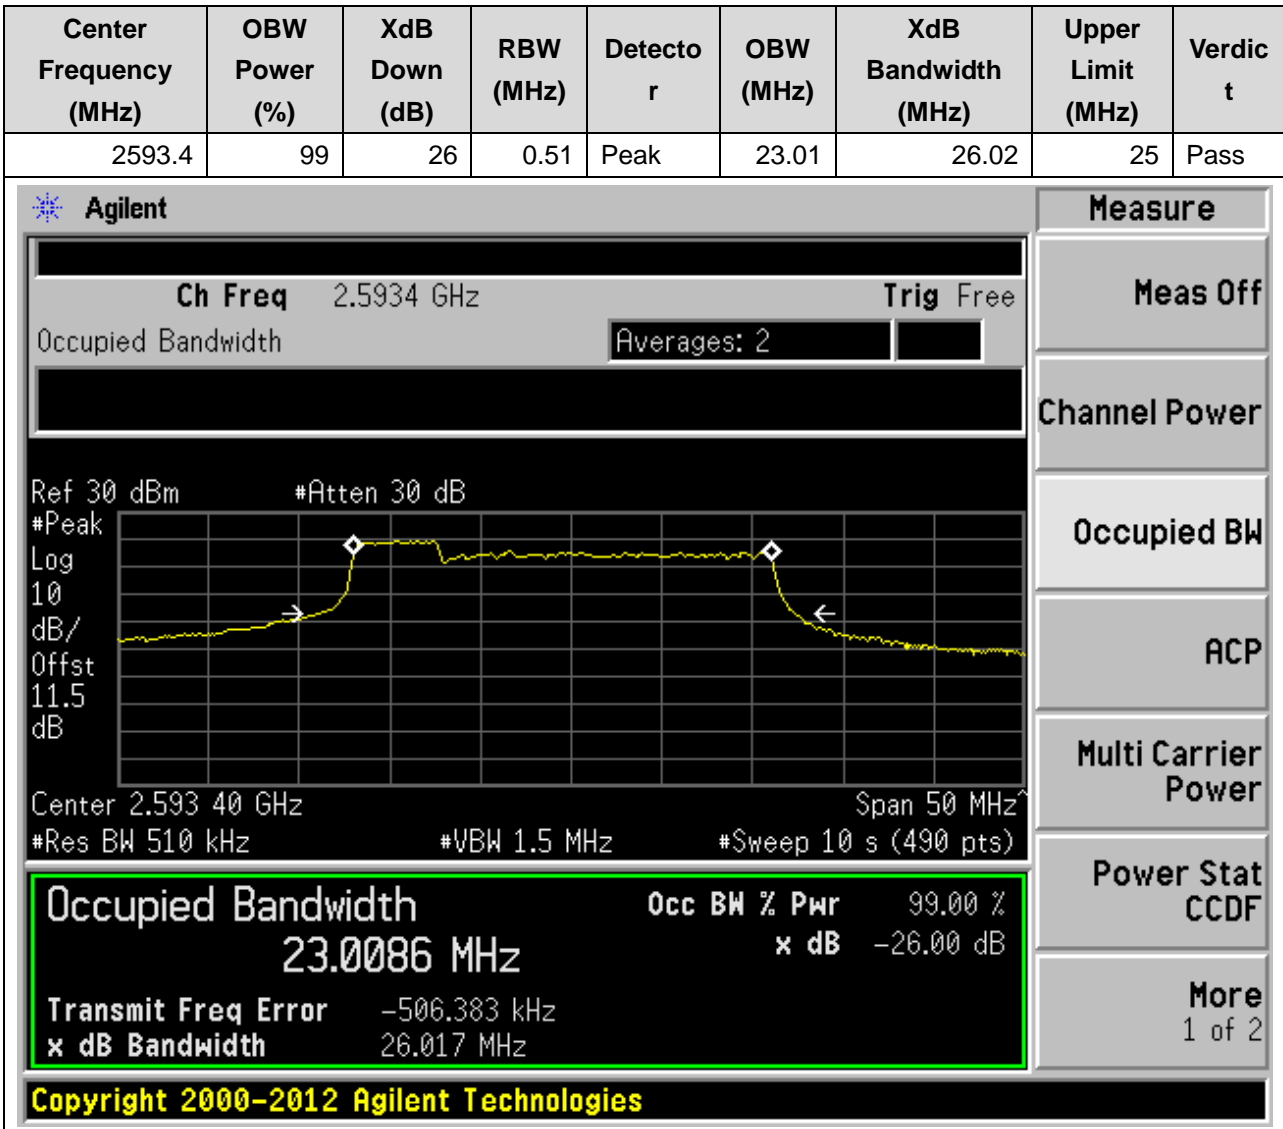 Center Frequency (MHz) OBW Power (%) XdB Down (dB) RBW (MHz) Detecto r OBW (MHz) XdB Bandwidth (MHz) Upper Limit (MHz) Verdic t
2593.4 99 26 0.51 Peak 23.01 26.02 25 Pass
Agilent
Measure
Ch Freq 2.5934 GHz Trig Free
Meas Off
Occupied Bandwidth Averages: 2
Channel Power
Ref 30 dBm #Atten 30 dB
#Peak
Log
10
dB/
Offst
11.5
dB
Occupied BW
ACP
Multi Carrier
Power
Center 2.593 40 GHz Span 50 MHz^
#Res BW 510 kHz #VBW 1.5 MHz #Sweep 10 s (490 pts)
Power Stat
CCDF
Occupied Bandwidth Occ BW % Pwr 99.00 %
23.0086 MHz x dB -26.00 dB
Transmit Freq Error -506.383 kHz
x dB Bandwidth 26.017 MHz
More
1 of 2
Copyright 2000-2012 Agilent Technologies